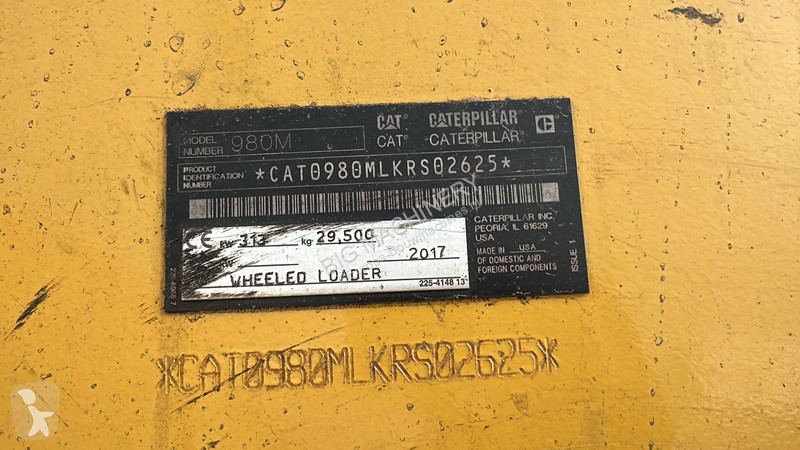 CAT CATERPILLAR
CAT CATERPILLAR
MODEL NUMBER 980M
PRODUCT IDENTIFICATION NUMBER *CAT0980MLKRS02625*
CE kW 313 kg 29,500
2017
WHEELED LOADER
225-4148 13
CATERPILLAR INC.
PEORIA, IL 61629
USA
MADE IN USA
OF DOMESTIC AND
FOREIGN COMPONENTS
ISSUE 1
BIG MACHINERY
*CAT0980MLKRS02625*